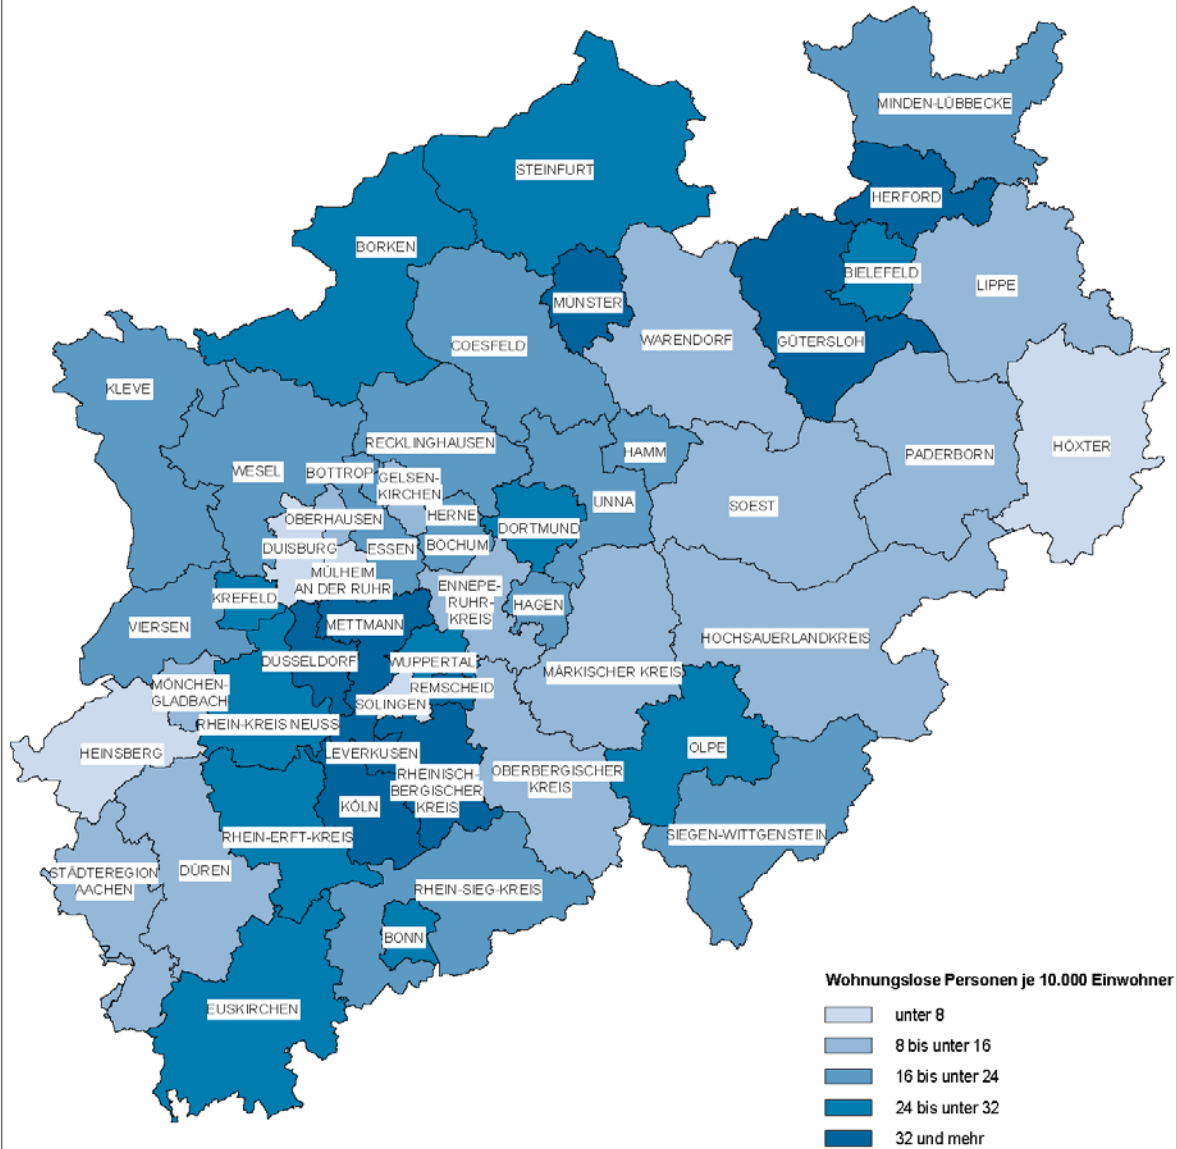 MINDEN-LÜBBECKE
STEINFURT
HERFORD
BORKEN
BIELEFELD
LIPPE
MÜNSTER
COESFELD
WARENDORF
GÜTERSLOH
KLEVE
RECKLINGHAUSEN
HAMM
PADERBORN
HÖXTER
WESEL
BOTTROP
GELSEN-
KIRCHEN
UNNA
SOEST
OBERHAUSEN
HERNE
DORTMUND
DUISBURG
ESSEN
BOCHUM
MÜLHEIM
AN DER RUHR
ENNEPE-
RUHR-
KREIS
KREFELD
HAGEN
VIERSEN
METTMANN
HOCHSAUERLANDKREIS
DÜSSELDORF
WUPPERTAL
MÄRKISCHER KREIS
MÖNCHEN-
GLADBACH
REMSCHEID
SOLINGEN
RHEIN-KREIS NEUSS
HEINSBERG
LEVERKUSEN
OLPE
RHEINISCH-
BERGISCHER
KREIS
OBERBERGISCHER
KREIS
KÖLN
RHEIN-ERFT-KREIS
SIEGEN-WITTGENSTEIN
STÄDTEREGION
AACHEN
DÜREN
RHEIN-SIEG-KREIS
BONN
EUSKIRCHEN
Wohnungslose Personen je 10.000 Einwohner
unter 8
8 bis unter 16
16 bis unter 24
24 bis unter 32
32 und mehr